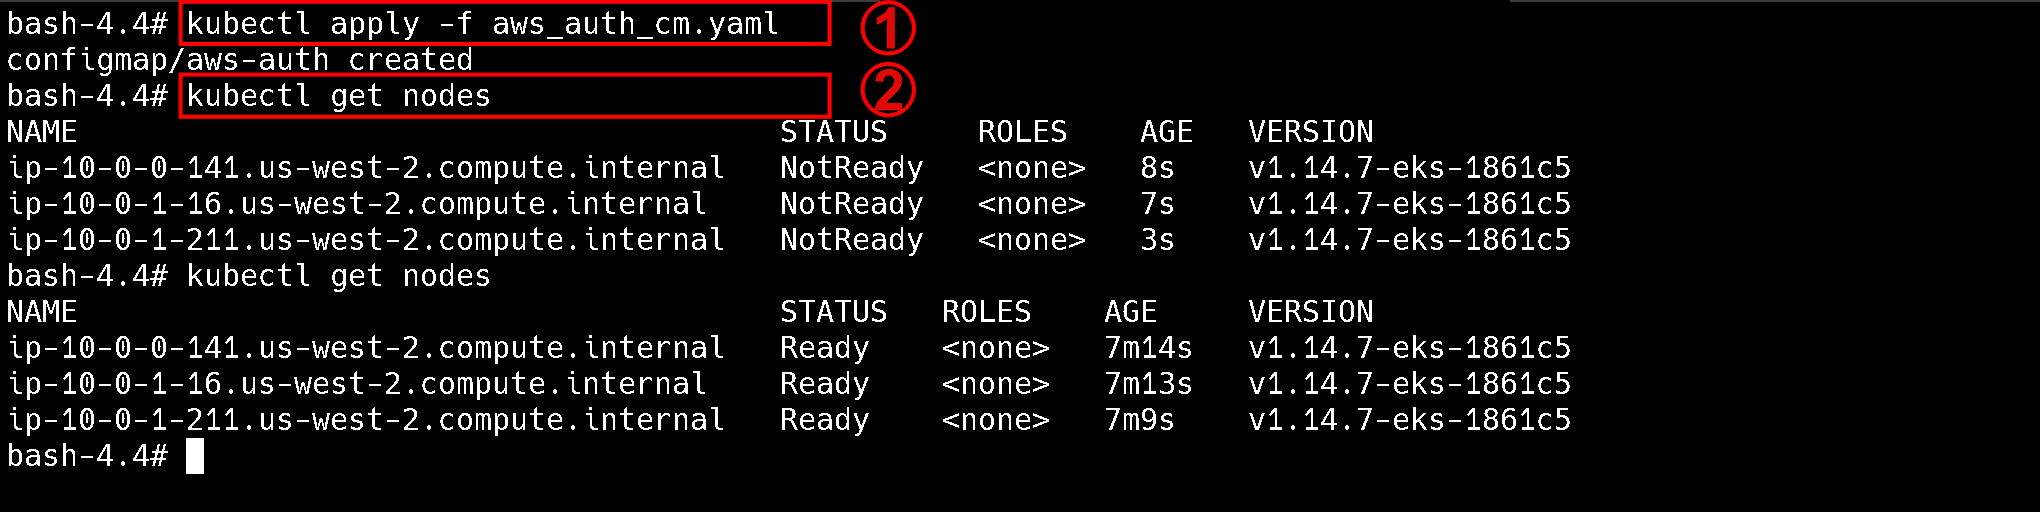 bash-4.4# kubectl apply -f aws_auth_cm.yaml ①
configmap/aws-auth created
bash-4.4# kubectl get nodes ②
NAME STATUS ROLES AGE VERSION
ip-10-0-0-141.us-west-2.compute.internal NotReady <none> 8s v1.14.7-eks-1861c5
ip-10-0-1-16.us-west-2.compute.internal NotReady <none> 7s v1.14.7-eks-1861c5
ip-10-0-1-211.us-west-2.compute.internal NotReady <none> 3s v1.14.7-eks-1861c5
bash-4.4# kubectl get nodes
NAME STATUS ROLES AGE VERSION
ip-10-0-0-141.us-west-2.compute.internal Ready <none> 7m14s v1.14.7-eks-1861c5
ip-10-0-1-16.us-west-2.compute.internal Ready <none> 7m13s v1.14.7-eks-1861c5
ip-10-0-1-211.us-west-2.compute.internal Ready <none> 7m9s v1.14.7-eks-1861c5
bash-4.4#